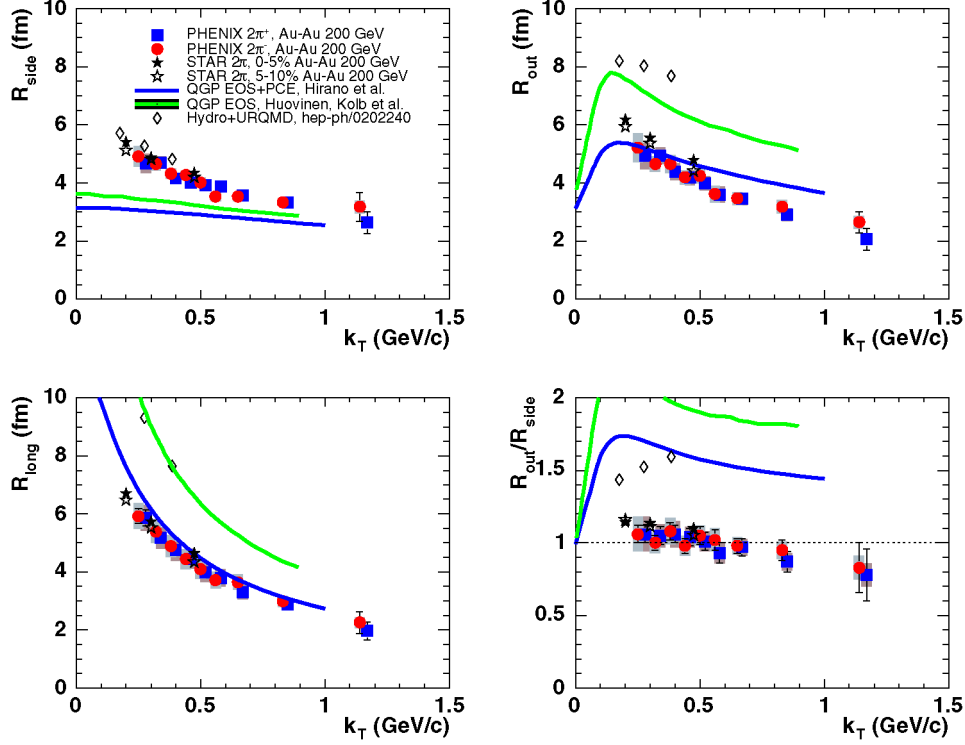 R_side (fm)
10
8
6
4
2
0
0 0.5 1 1.5
k_T (GeV/c)
PHENIX 2π⁺, Au-Au 200 GeV
PHENIX 2π⁻, Au-Au 200 GeV
STAR 2π, 0-5% Au-Au 200 GeV
STAR 2π, 5-10% Au-Au 200 GeV
QGP EOS+PCE, Hirano et al.
QGP EOS, Huovinen, Kolb et al.
Hydro+URQMD, hep-ph/0202240
R_out (fm)
10
8
6
4
2
0
0 0.5 1 1.5
k_T (GeV/c)
R_long (fm)
10
8
6
4
2
0
0 0.5 1 1.5
k_T (GeV/c)
R_out/R_side
2
1.5
1
0.5
0
0 0.5 1 1.5
k_T (GeV/c)